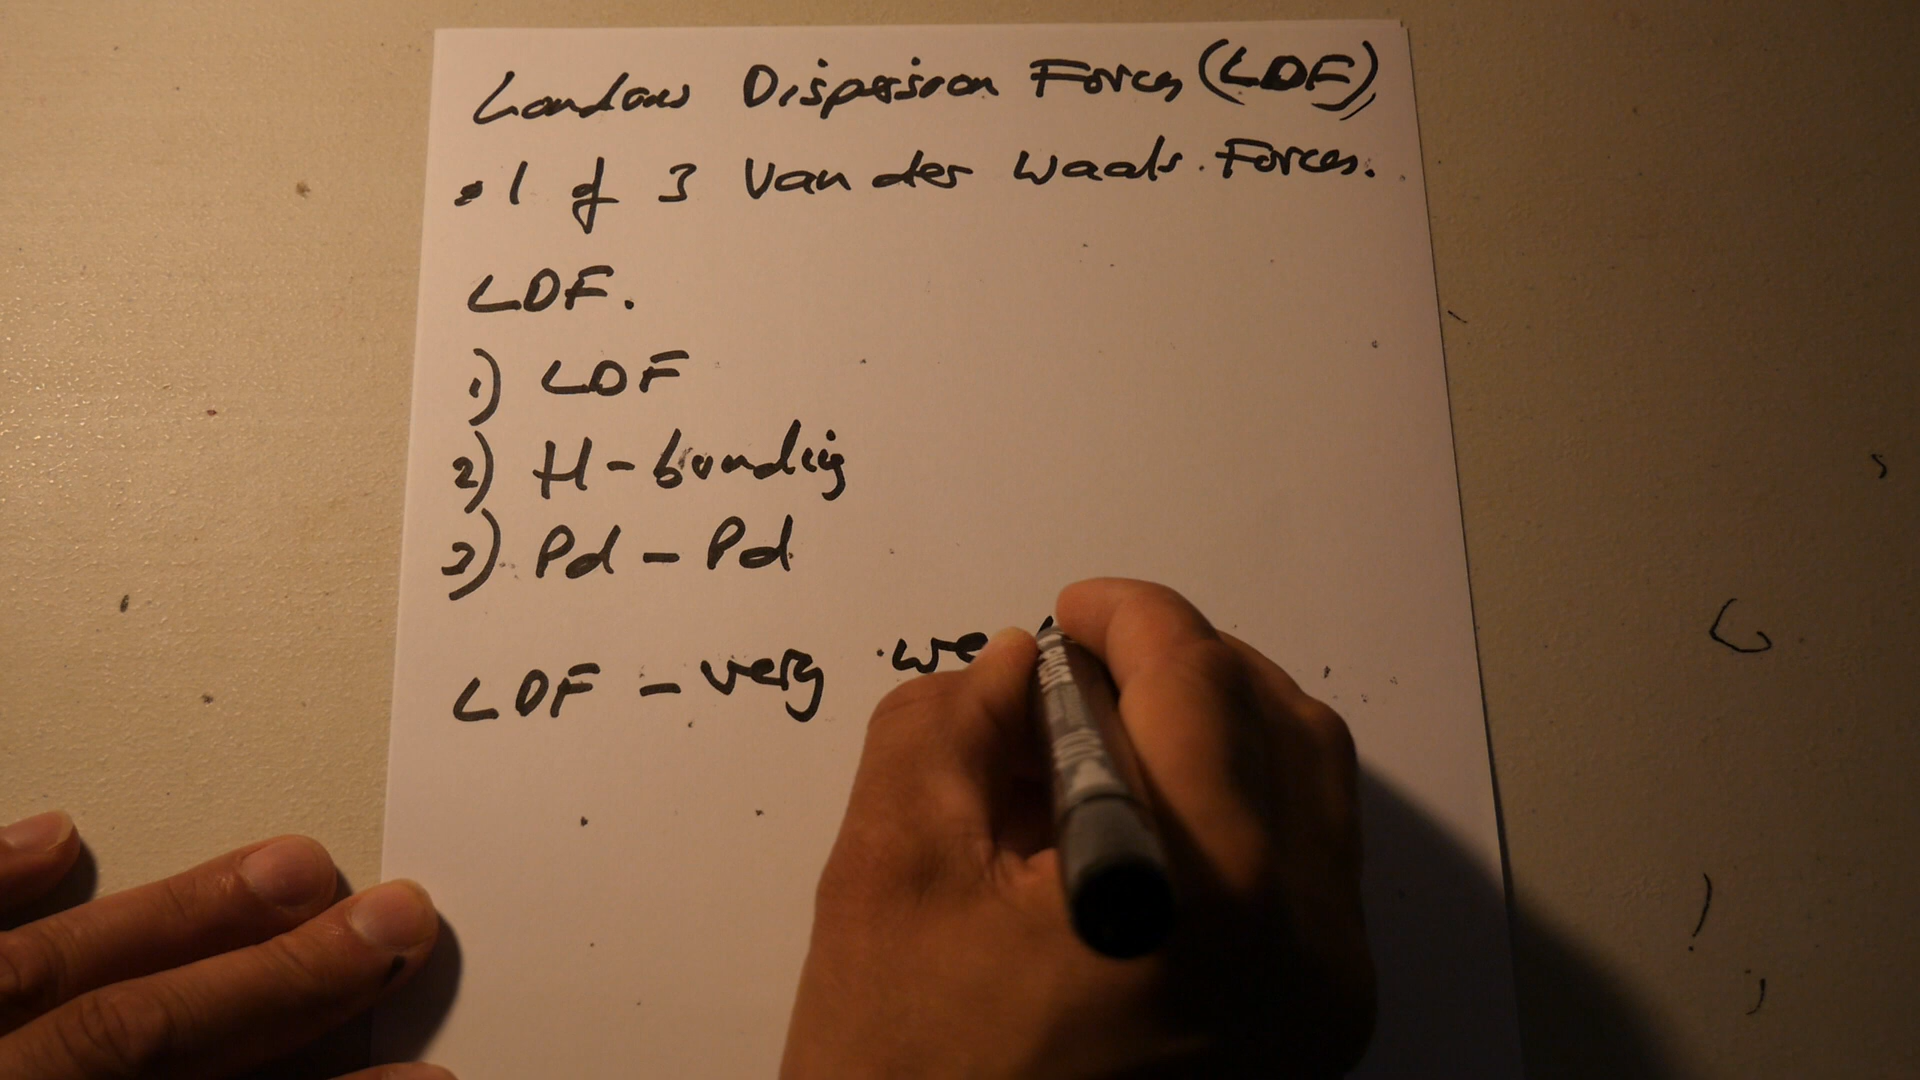 London Dispersion Forces (LDF)
• 1 of 3 Van der Waals Forces.
LDF.
1) LDF
2) H-bonding
3) Pd - Pd
LDF - very we